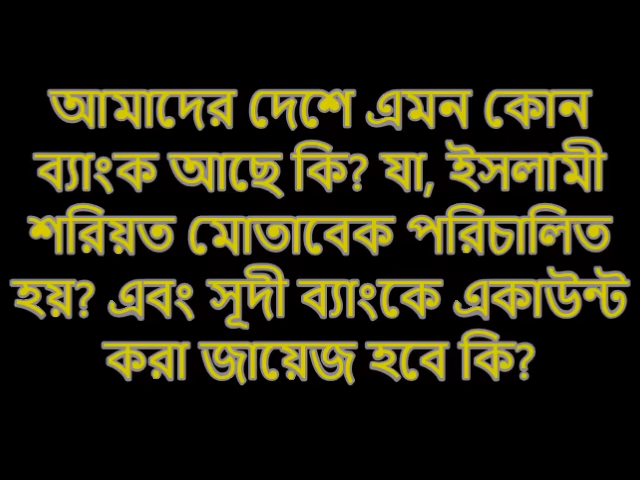 আমাদের দেশে এমন কোন
ব্যাংক আছে কি? যা, ইসলামী
শরিয়ত মোতাবেক পরিচালিত
হয়? এবং সূদী ব্যাংকে একাউন্ট
করা জায়েজ হবে কি?